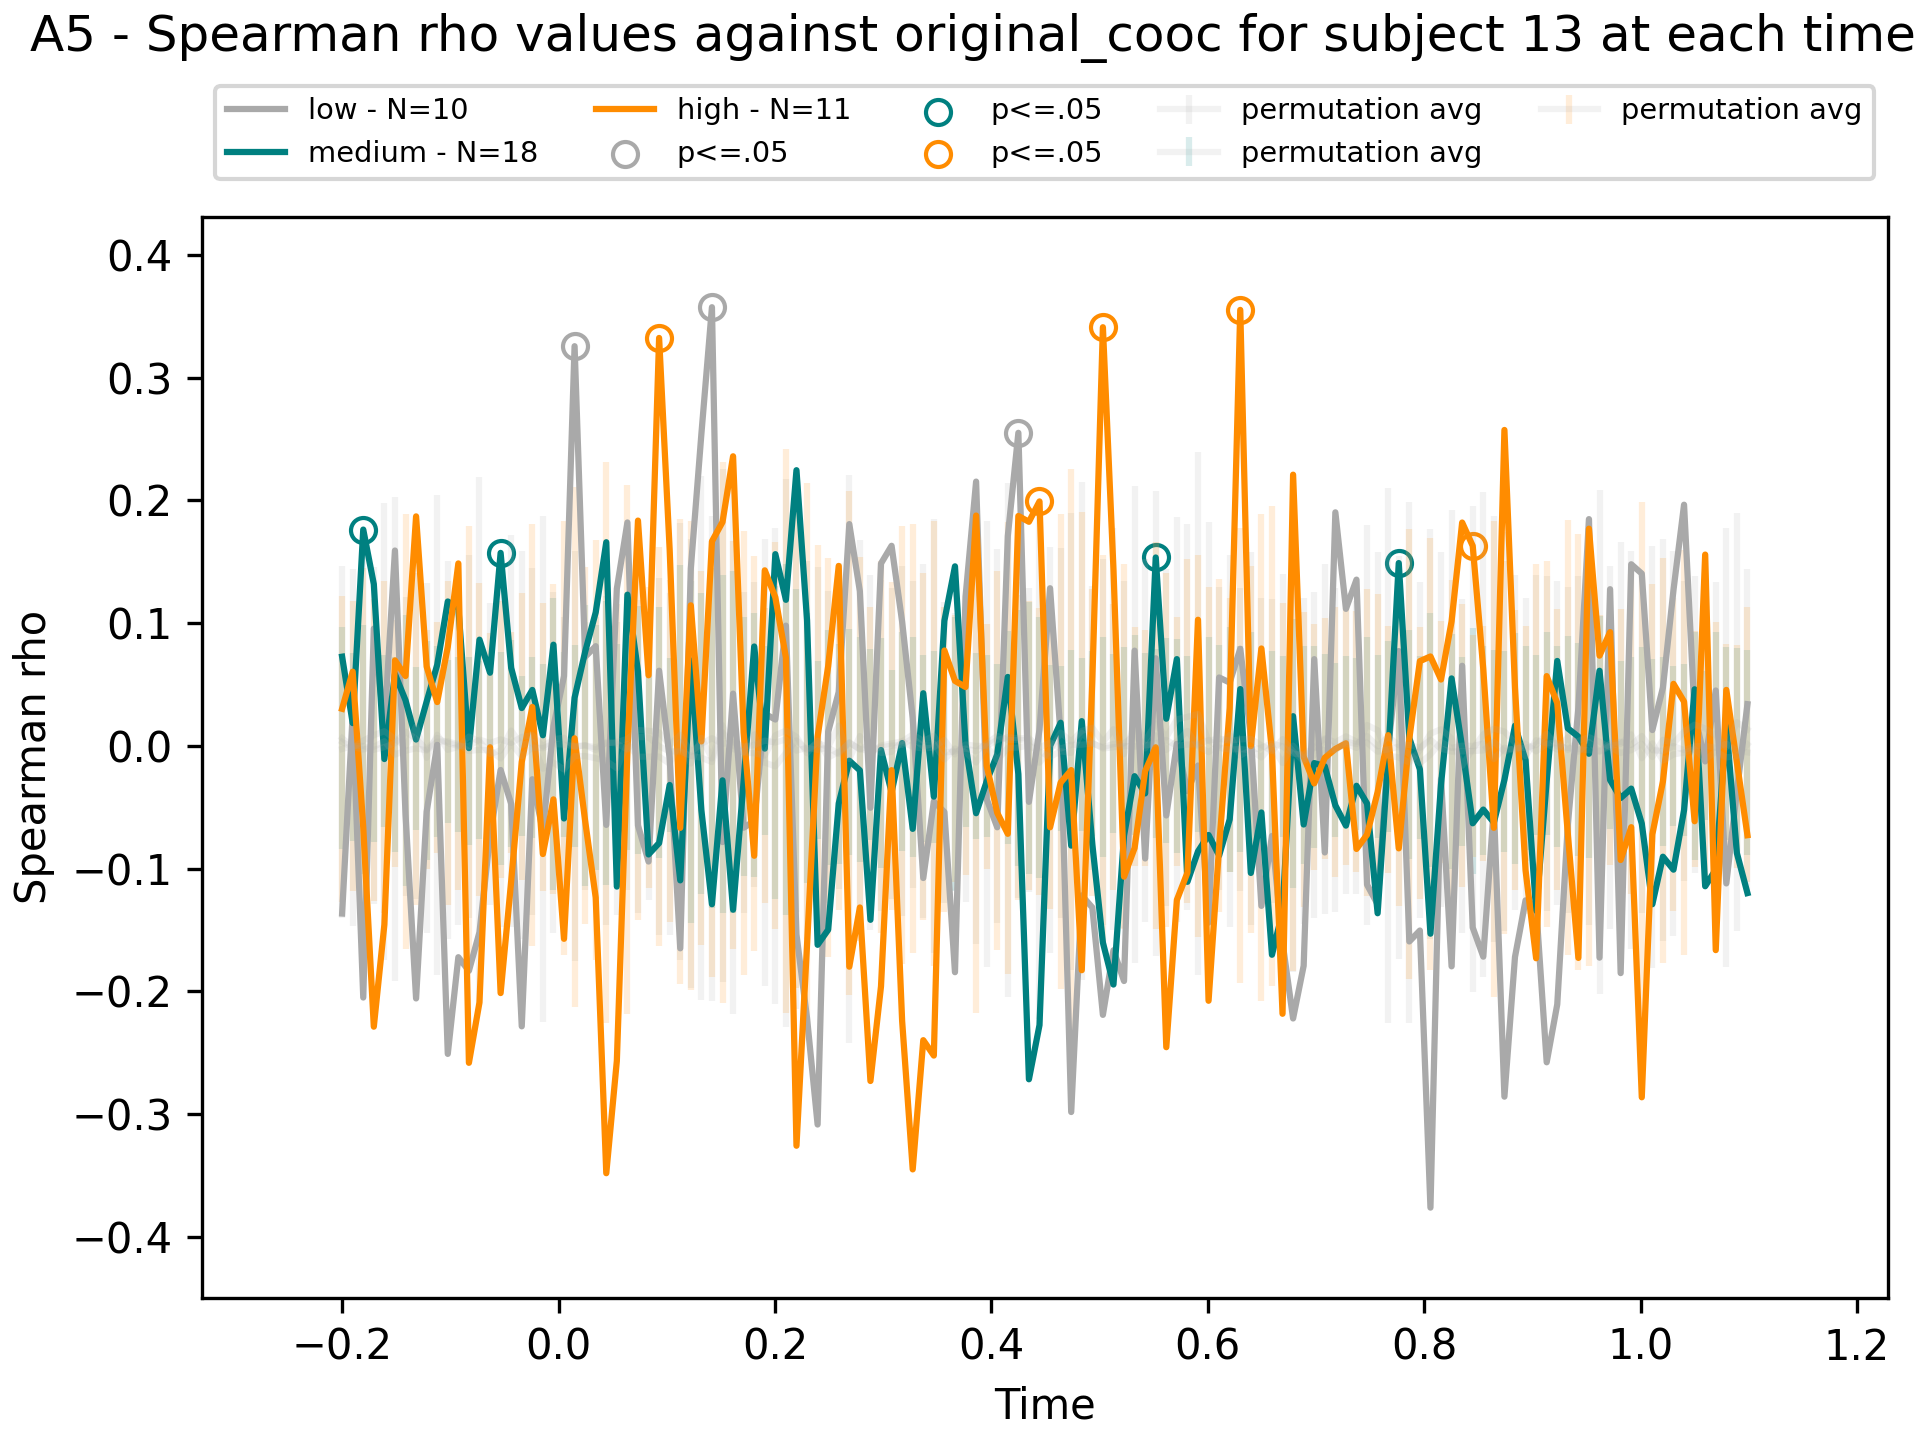 A5 - Spearman rho values against original_cooc for subject 13 at each time
low - N=10
medium - N=18
high - N=11
p<=.05
p<=.05
p<=.05
permutation avg
permutation avg
permutation avg
0.4
0.3
0.2
0.1
0.0
−0.1
−0.2
−0.3
−0.4
Spearman rho
−0.2 0.0 0.2 0.4 0.6 0.8 1.0 1.2
Time